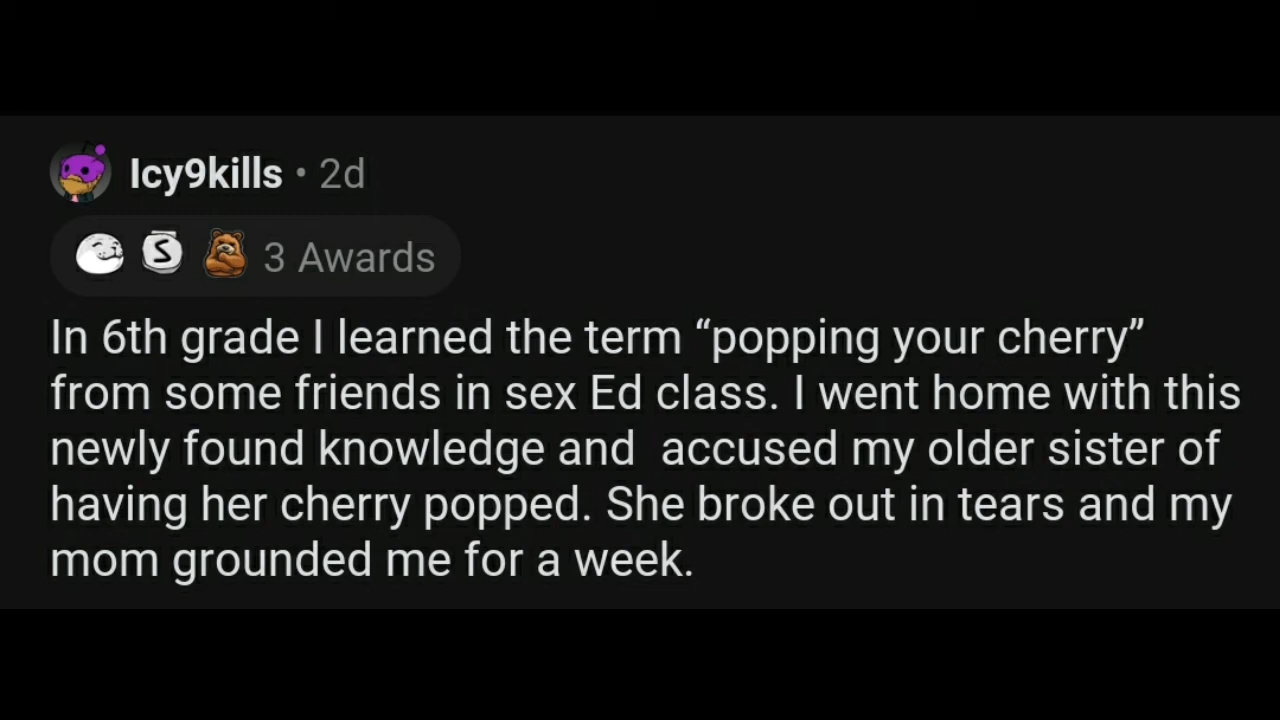 Icy9kills • 2d
3 Awards
In 6th grade I learned the term “popping your cherry”
from some friends in sex Ed class. I went home with this
newly found knowledge and  accused my older sister of
having her cherry popped. She broke out in tears and my
mom grounded me for a week.